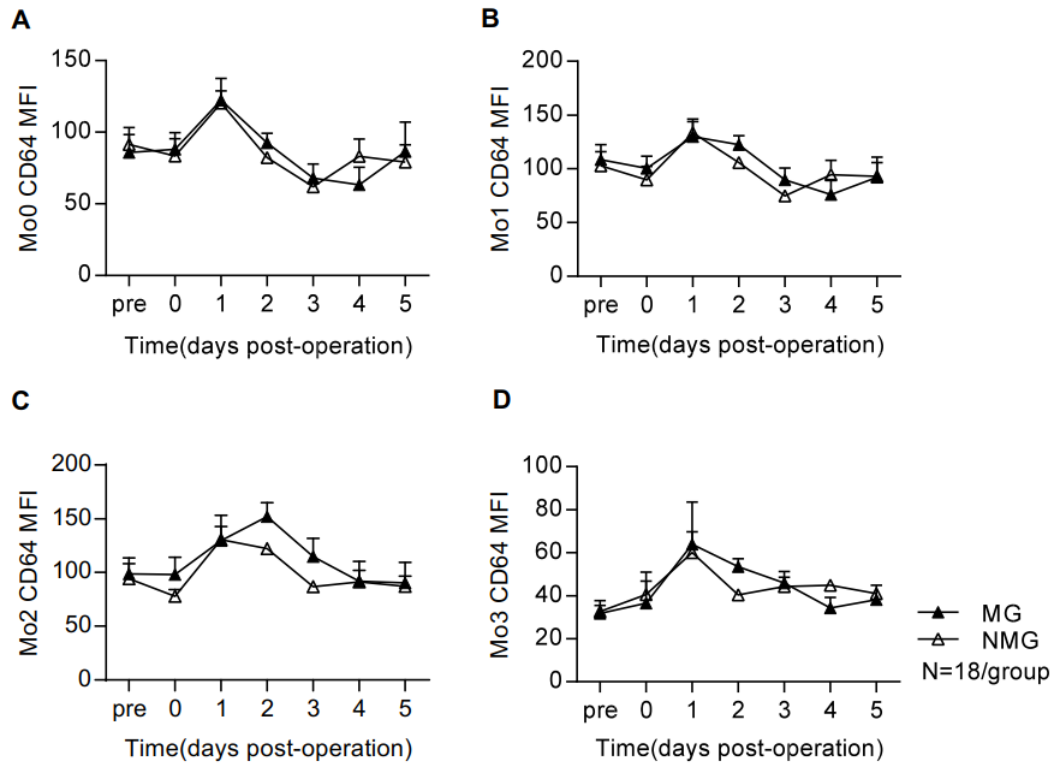 A
Mo0 CD64 MFI
150
100
50
0
pre 0 1 2 3 4 5
Time(days post-operation)
B
Mo1 CD64 MFI
200
150
100
50
0
pre 0 1 2 3 4 5
Time(days post-operation)
C
Mo2 CD64 MFI
200
150
100
50
0
pre 0 1 2 3 4 5
Time(days post-operation)
D
Mo3 CD64 MFI
100
80
60
40
20
0
pre 0 1 2 3 4 5
Time(days post-operation)
MG
NMG
N=18/group